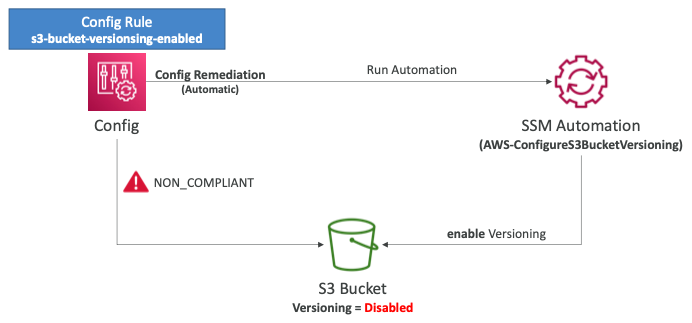 Config Rule
s3-bucket-versionsing-enabled
Config Remediation
(Automatic)
Run Automation
Config
SSM Automation
(AWS-ConfigureS3BucketVersioning)
NON_COMPLIANT
enable Versioning
S3 Bucket
Versioning = Disabled